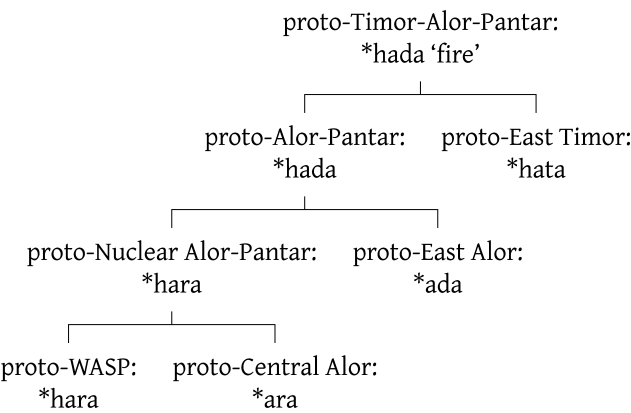 proto-Timor-Alor-Pantar:
*hada ‘fire’
proto-Alor-Pantar:
*hada
proto-East Timor:
*hata
proto-Nuclear Alor-Pantar:
*hara
proto-East Alor:
*ada
proto-WASP:
*hara
proto-Central Alor:
*ara